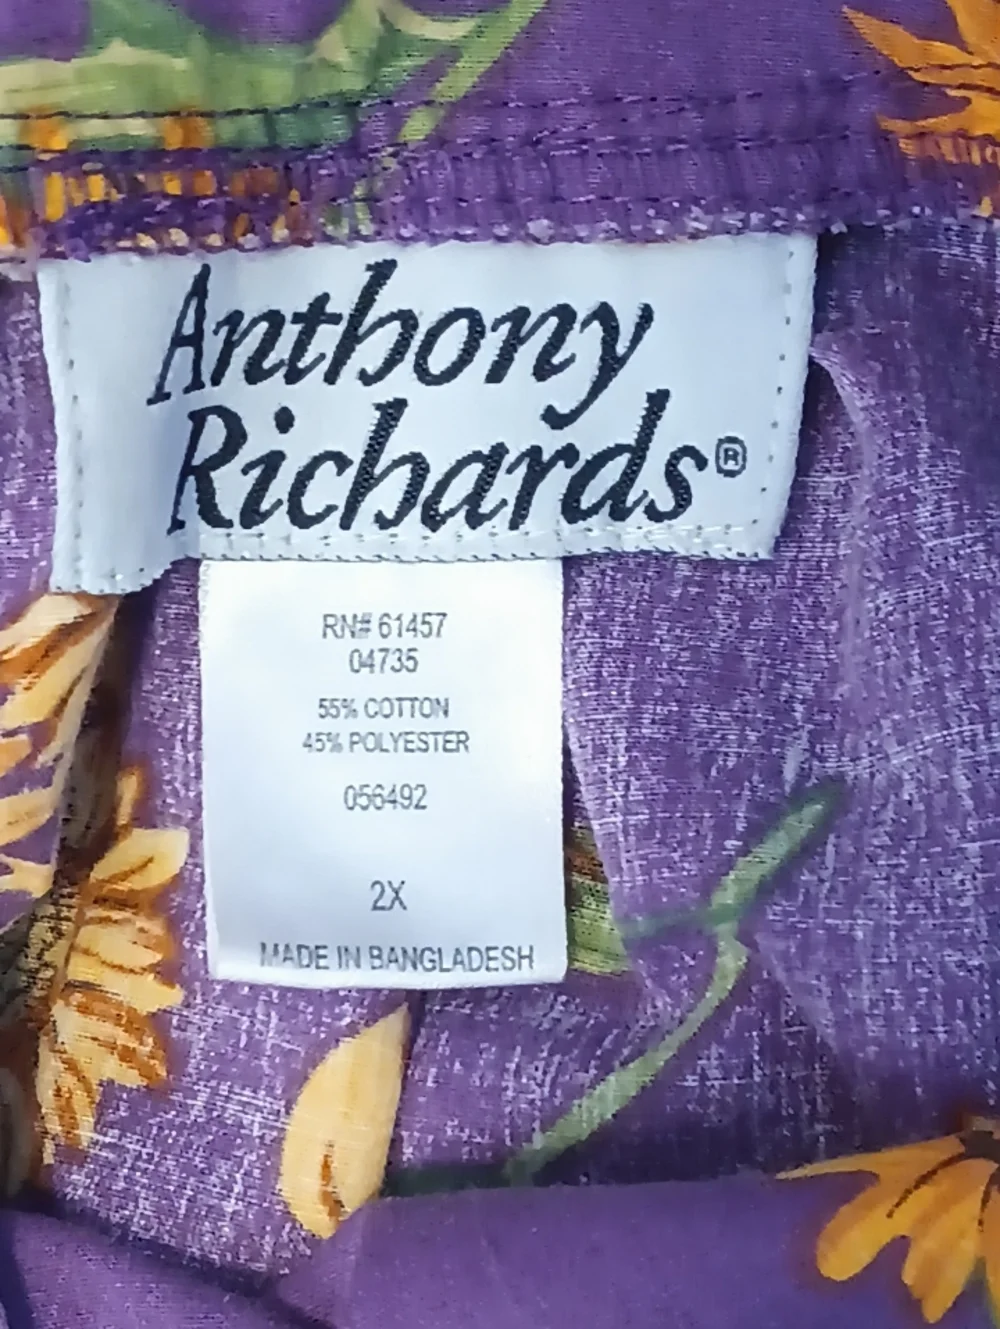 Anthony
Richards®
RN# 61457
04735
55% COTTON
45% POLYESTER
056492
2X
MADE IN BANGLADESH